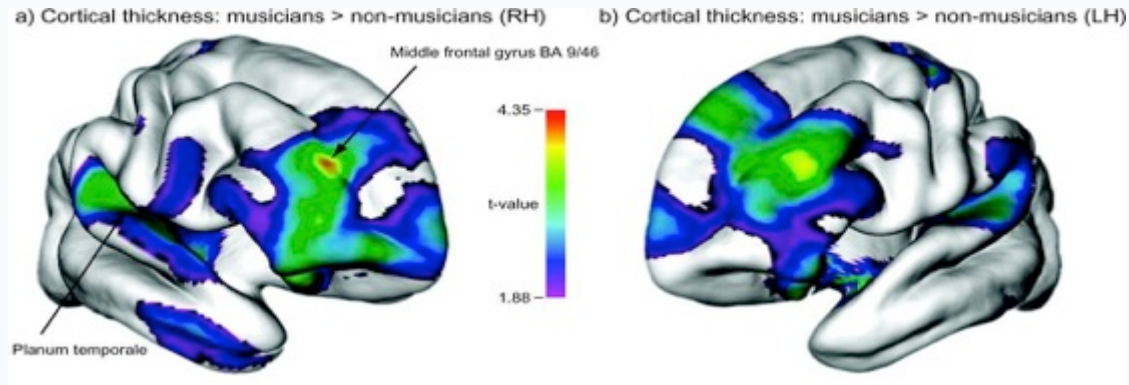 a) Cortical thickness: musicians > non-musicians (RH)
b) Cortical thickness: musicians > non-musicians (LH)
Middle frontal gyrus BA 9/46
4.35
t-value
1.88
Planum temporale